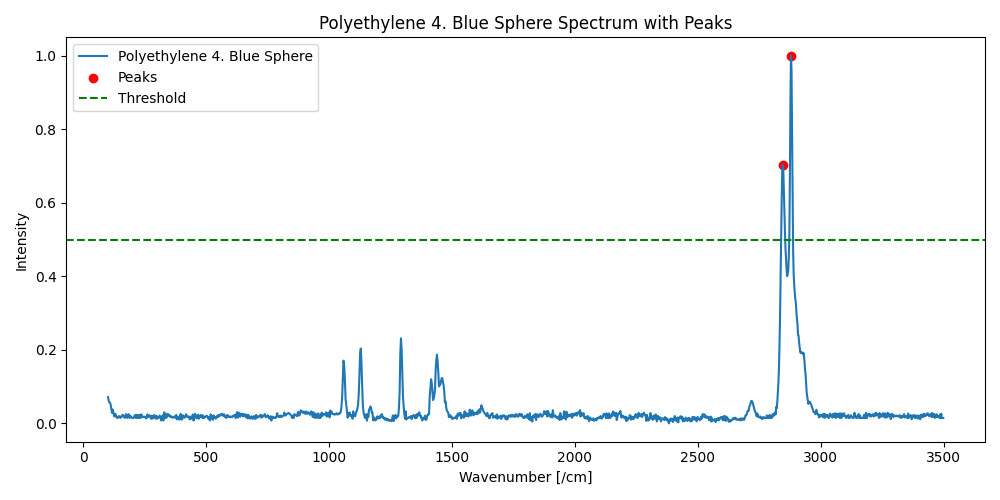 Polyethylene 4. Blue Sphere Spectrum with Peaks
Polyethylene 4. Blue Sphere
Peaks
Threshold
Intensity
1.0
0.8
0.6
0.4
0.2
0.0
0 500 1000 1500 2000 2500 3000 3500
Wavenumber [/cm]